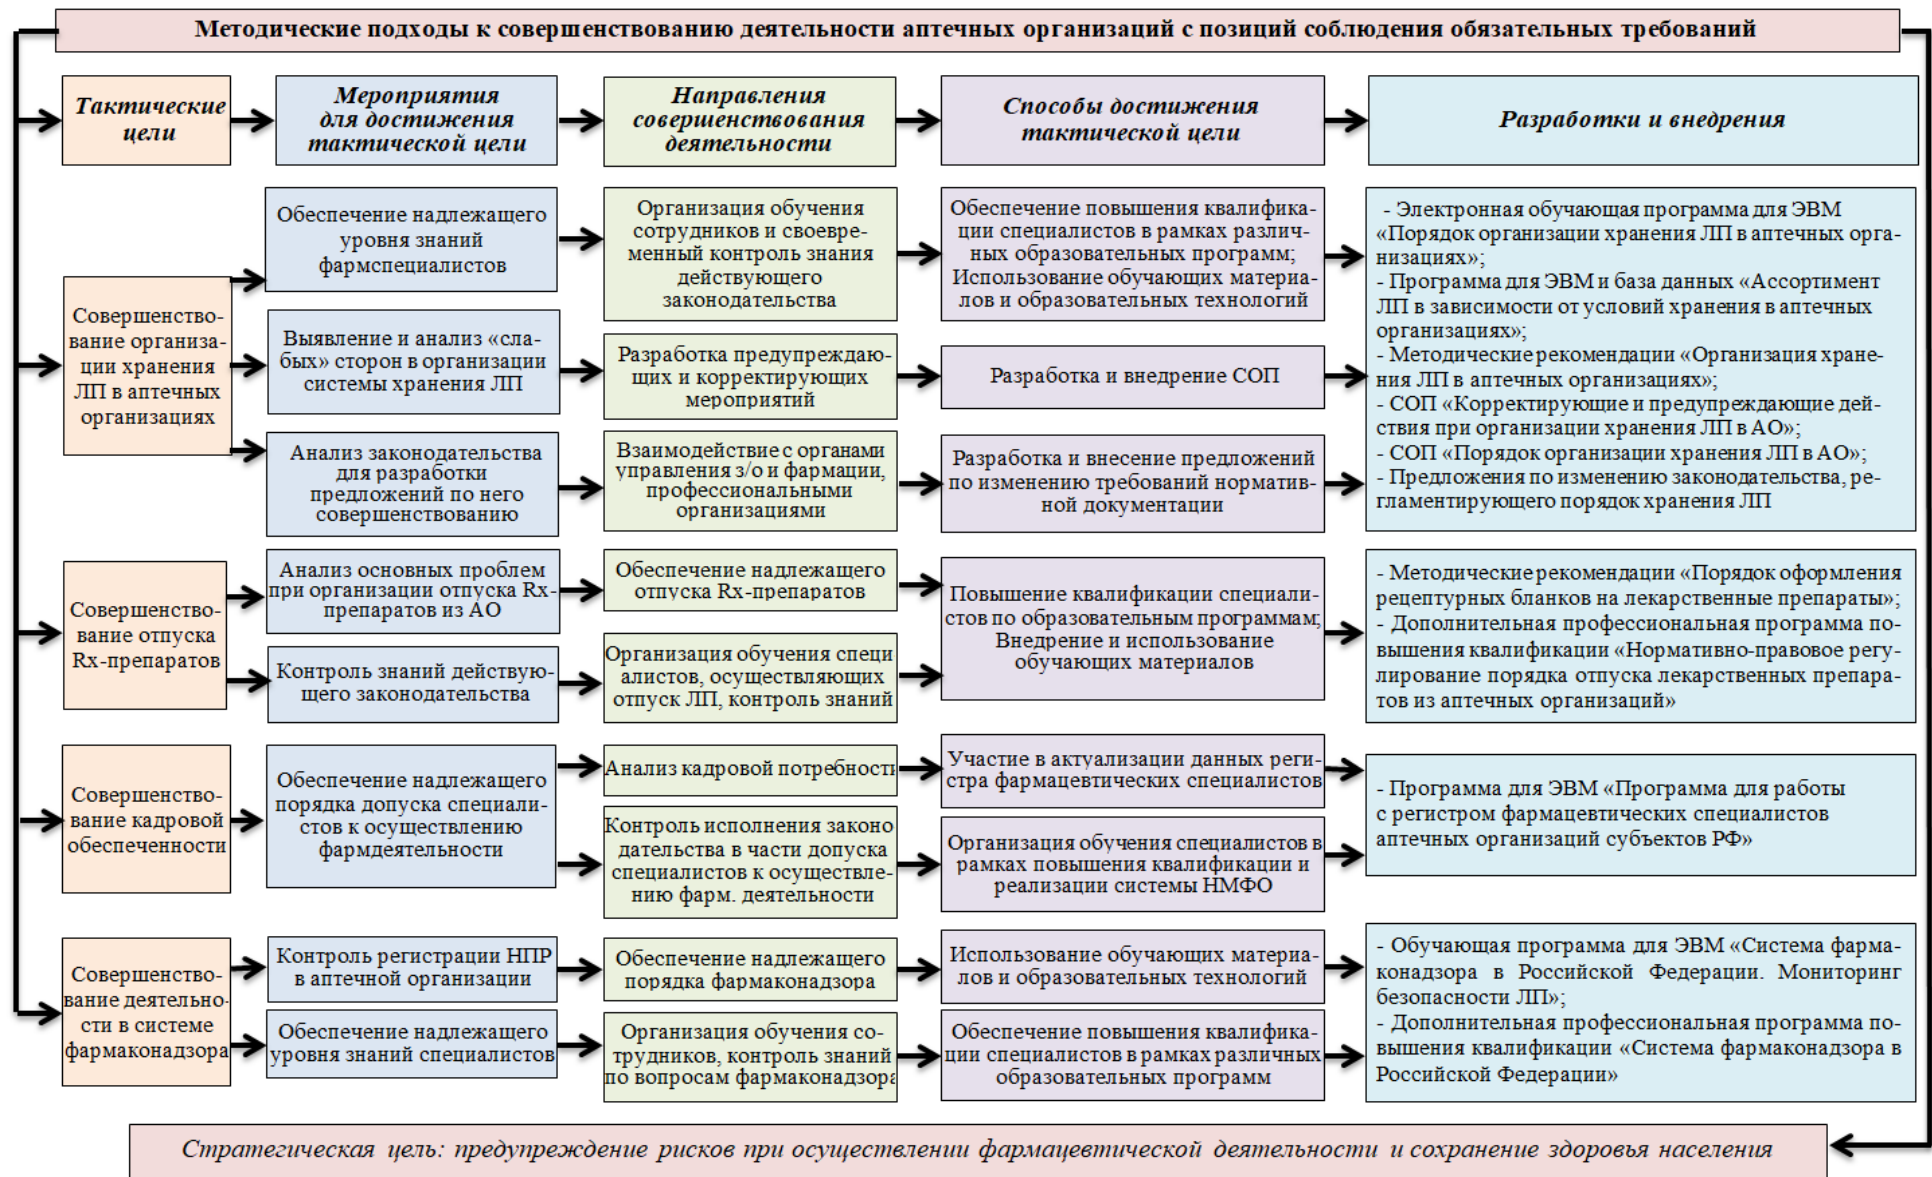 Методические подходы к совершенствованию деятельности аптечных организаций с позиций соблюдения обязательных требований
Тактические
цели
Мероприятия
для достижения
тактической цели
Направления
совершенствования
деятельности
Способы достижения
тактической цели
Разработки и внедрения
Совершенство-
вание организа-
ции хранения
ЛП в аптечных
организациях
Обеспечение надлежащего
уровня знаний
фармспециалистов
Организация обучения
сотрудников и своевре-
менный контроль знания
действующего
законодательства
Обеспечение повышения квалифика-
ции специалистов в рамках различ-
ных образовательных программ;
Использование обучающих материа-
лов и образовательных технологий
Выявление и анализ «сла-
бых» сторон в организации
системы хранения ЛП
Разработка предупреждаю-
щих и корректирующих
мероприятий
Разработка и внедрение СОП
Анализ законодательства
для разработки
предложений по него
совершенствованию
Взаимодействие с органами
управления з/о и фармации,
профессиональными
организациями
Разработка и внесение предложений
по изменению требований норматив-
ной документации
- Электронная обучающая программа для ЭВМ
«Порядок организации хранения ЛП в аптечных орга-
низациях»;
- Программа для ЭВМ и база данных «Ассортимент
ЛП в зависимости от условий хранения в аптечных
организациях»;
- Методические рекомендации «Организация хране-
ния ЛП в аптечных организациях»;
- СОП «Корректирующие и предупреждающие дей-
ствия при организации хранения ЛП в АО»;
- СОП «Порядок организации хранения ЛП в АО»;
- Предложения по изменению законодательства, ре-
гламентирующего порядок хранения ЛП
Совершенство-
вание отпуска
Rx-препаратов
Анализ основных проблем
при организации отпуска Rx-
препаратов из АО
Обеспечение надлежащего
отпуска Rx-препаратов
Контроль знаний действую-
щего законодательства
Организация обучения специ
алистов, осуществляющих
отпуск ЛП, контроль знаний
Повышение квалификации специали-
стов по образовательным программам;
Внедрение и использование
обучающих материалов
- Методические рекомендации «Порядок оформления
рецептурных бланков на лекарственные препараты»;
- Дополнительная профессиональная программа по-
вышения квалификации «Нормативно-правовое регу-
лирование порядка отпуска лекарственных препара-
тов из аптечных организаций»
Совершенство-
вание кадровой
обеспеченности
Обеспечение надлежащего
порядка допуска специали-
стов к осуществлению
фармдеятельности
Анализ кадровой потребности
Участие в актуализации данных реги-
стра фармацевтических специалистов
Контроль исполнения законо
дательства в части допуска
специалистов к осуществле-
нию фарм. деятельности
Организация обучения специалистов в
рамках повышения квалификации и
реализации системы НМФО
- Программа для ЭВМ «Программа для работы
с регистром фармацевтических специалистов
аптечных организаций субъектов РФ»
Совершенство-
вание деятельно-
сти в системе
фармаконадзора
Контроль регистрации НПР
в аптечной организации
Обеспечение надлежащего
порядка фармаконадзора
Использование обучающих материа-
лов и образовательных технологий
Обеспечение надлежащего
уровня знаний специалистов
Организация обучения со-
трудников, контроль знаний
по вопросам фармаконадзора
Обеспечение повышения квалифика-
ции специалистов в рамках различных
образовательных программ
- Обучающая программа для ЭВМ «Система фарма-
конадзора в Российской Федерации. Мониторинг
безопасности ЛП»;
- Дополнительная профессиональная программа по-
вышения квалификации «Система фармаконадзора в
Российской Федерации»
Стратегическая цель: предупреждение рисков при осуществлении фармацевтической деятельности и сохранение здоровья населения